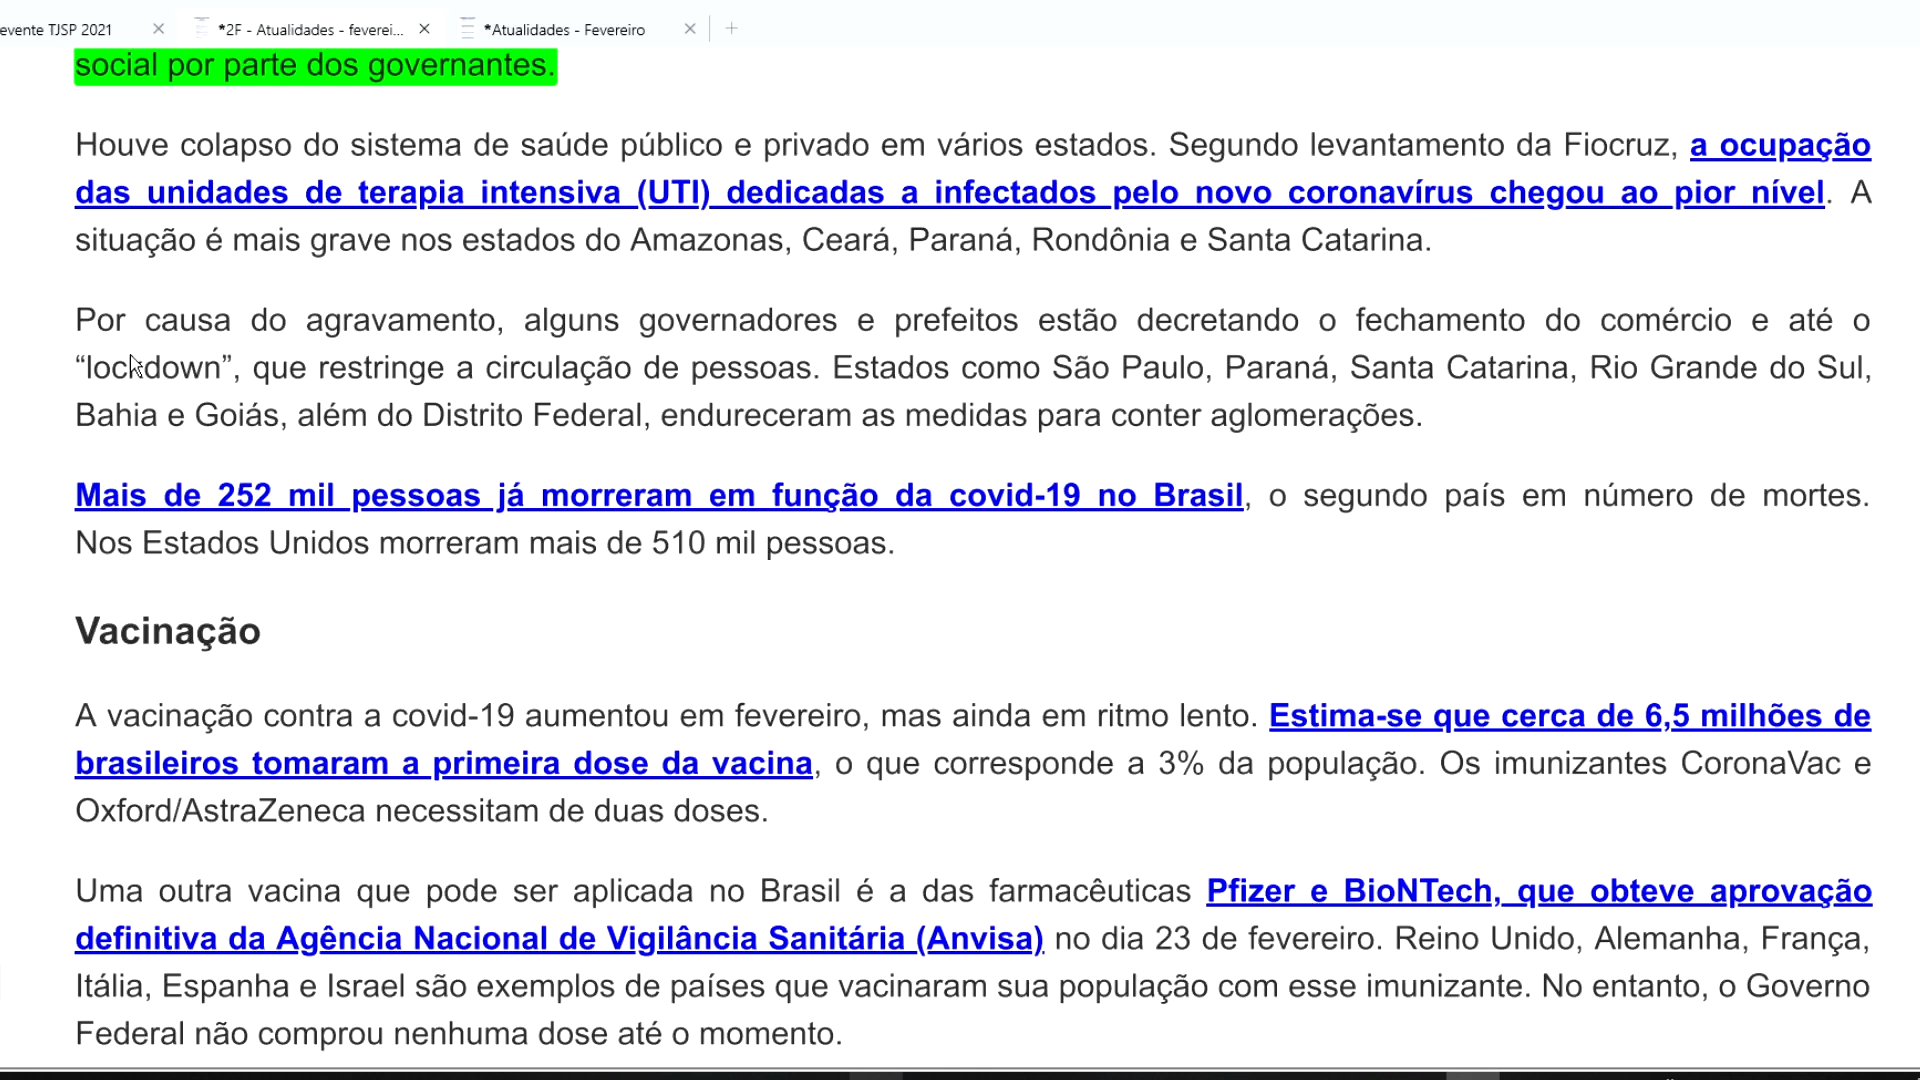 evente TJSP 2021
*2F - Atualidades - feverei...
*Atualidades - Fevereiro
social por parte dos governantes.
Houve colapso do sistema de saúde público e privado em vários estados. Segundo levantamento da Fiocruz, a ocupação
das unidades de terapia intensiva (UTI) dedicadas a infectados pelo novo coronavírus chegou ao pior nível. A
situação é mais grave nos estados do Amazonas, Ceará, Paraná, Rondônia e Santa Catarina.
Por causa do agravamento, alguns governadores e prefeitos estão decretando o fechamento do comércio e até o
“lockdown”, que restringe a circulação de pessoas. Estados como São Paulo, Paraná, Santa Catarina, Rio Grande do Sul,
Bahia e Goiás, além do Distrito Federal, endureceram as medidas para conter aglomerações.
Mais de 252 mil pessoas já morreram em função da covid-19 no Brasil, o segundo país em número de mortes.
Nos Estados Unidos morreram mais de 510 mil pessoas.
Vacinação
A vacinação contra a covid-19 aumentou em fevereiro, mas ainda em ritmo lento. Estima-se que cerca de 6,5 milhões de
brasileiros tomaram a primeira dose da vacina, o que corresponde a 3% da população. Os imunizantes CoronaVac e
Oxford/AstraZeneca necessitam de duas doses.
Uma outra vacina que pode ser aplicada no Brasil é a das farmacêuticas Pfizer e BioNTech, que obteve aprovação
definitiva da Agência Nacional de Vigilância Sanitária (Anvisa) no dia 23 de fevereiro. Reino Unido, Alemanha, França,
Itália, Espanha e Israel são exemplos de países que vacinaram sua população com esse imunizante. No entanto, o Governo
Federal não comprou nenhuma dose até o momento.